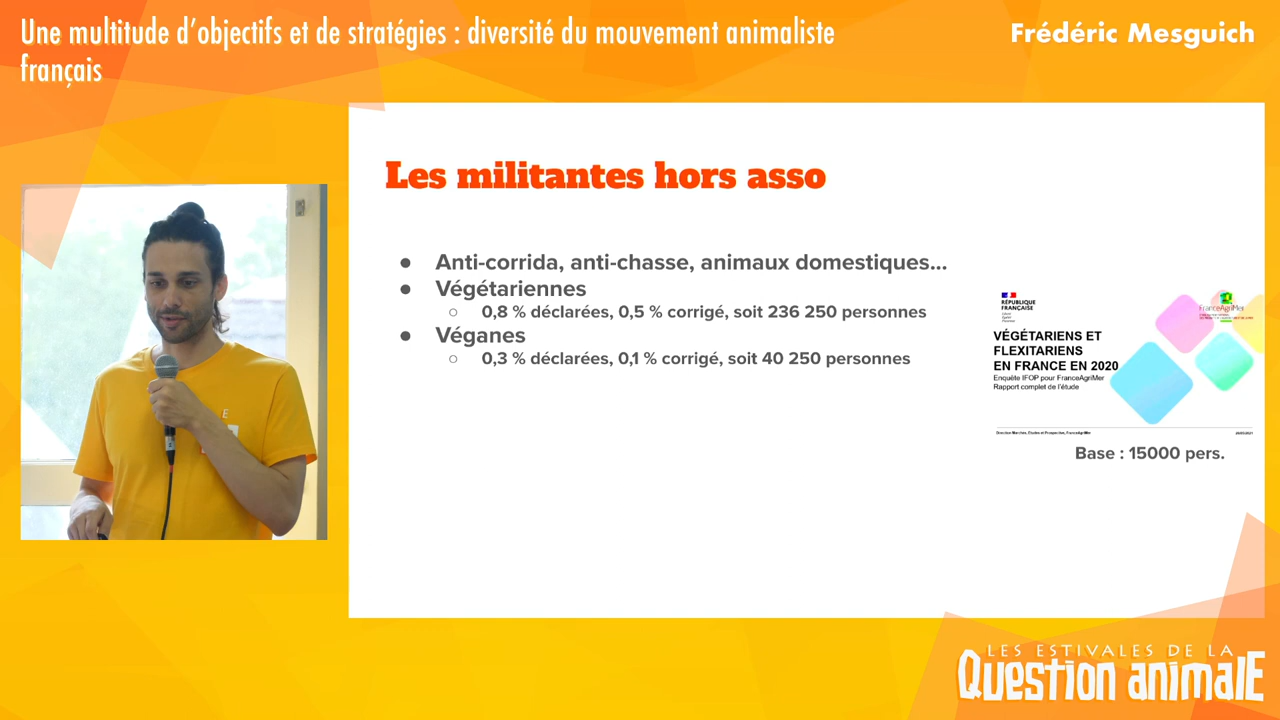 Une multitude d'objectifs et de stratégies : diversité du mouvement animaliste
français
Frédéric Mesguich
Les militantes hors asso
● Anti-corrida, anti-chasse, animaux domestiques...
● Végétariennes
○ 0,8 % déclarées, 0,5 % corrigé, soit 236 250 personnes
● Véganes
○ 0,3 % déclarées, 0,1 % corrigé, soit 40 250 personnes
RÉPUBLIQUE
FRANÇAISE
FranceAgriMer
VÉGÉTARIENS ET
FLEXITARIENS
EN FRANCE EN 2020
Enquête IFOP pour FranceAgriMer
Rapport complet de l'étude
Base : 15000 pers.
E
LES ESTIVALES DE LA
QUESTION ANIMALE